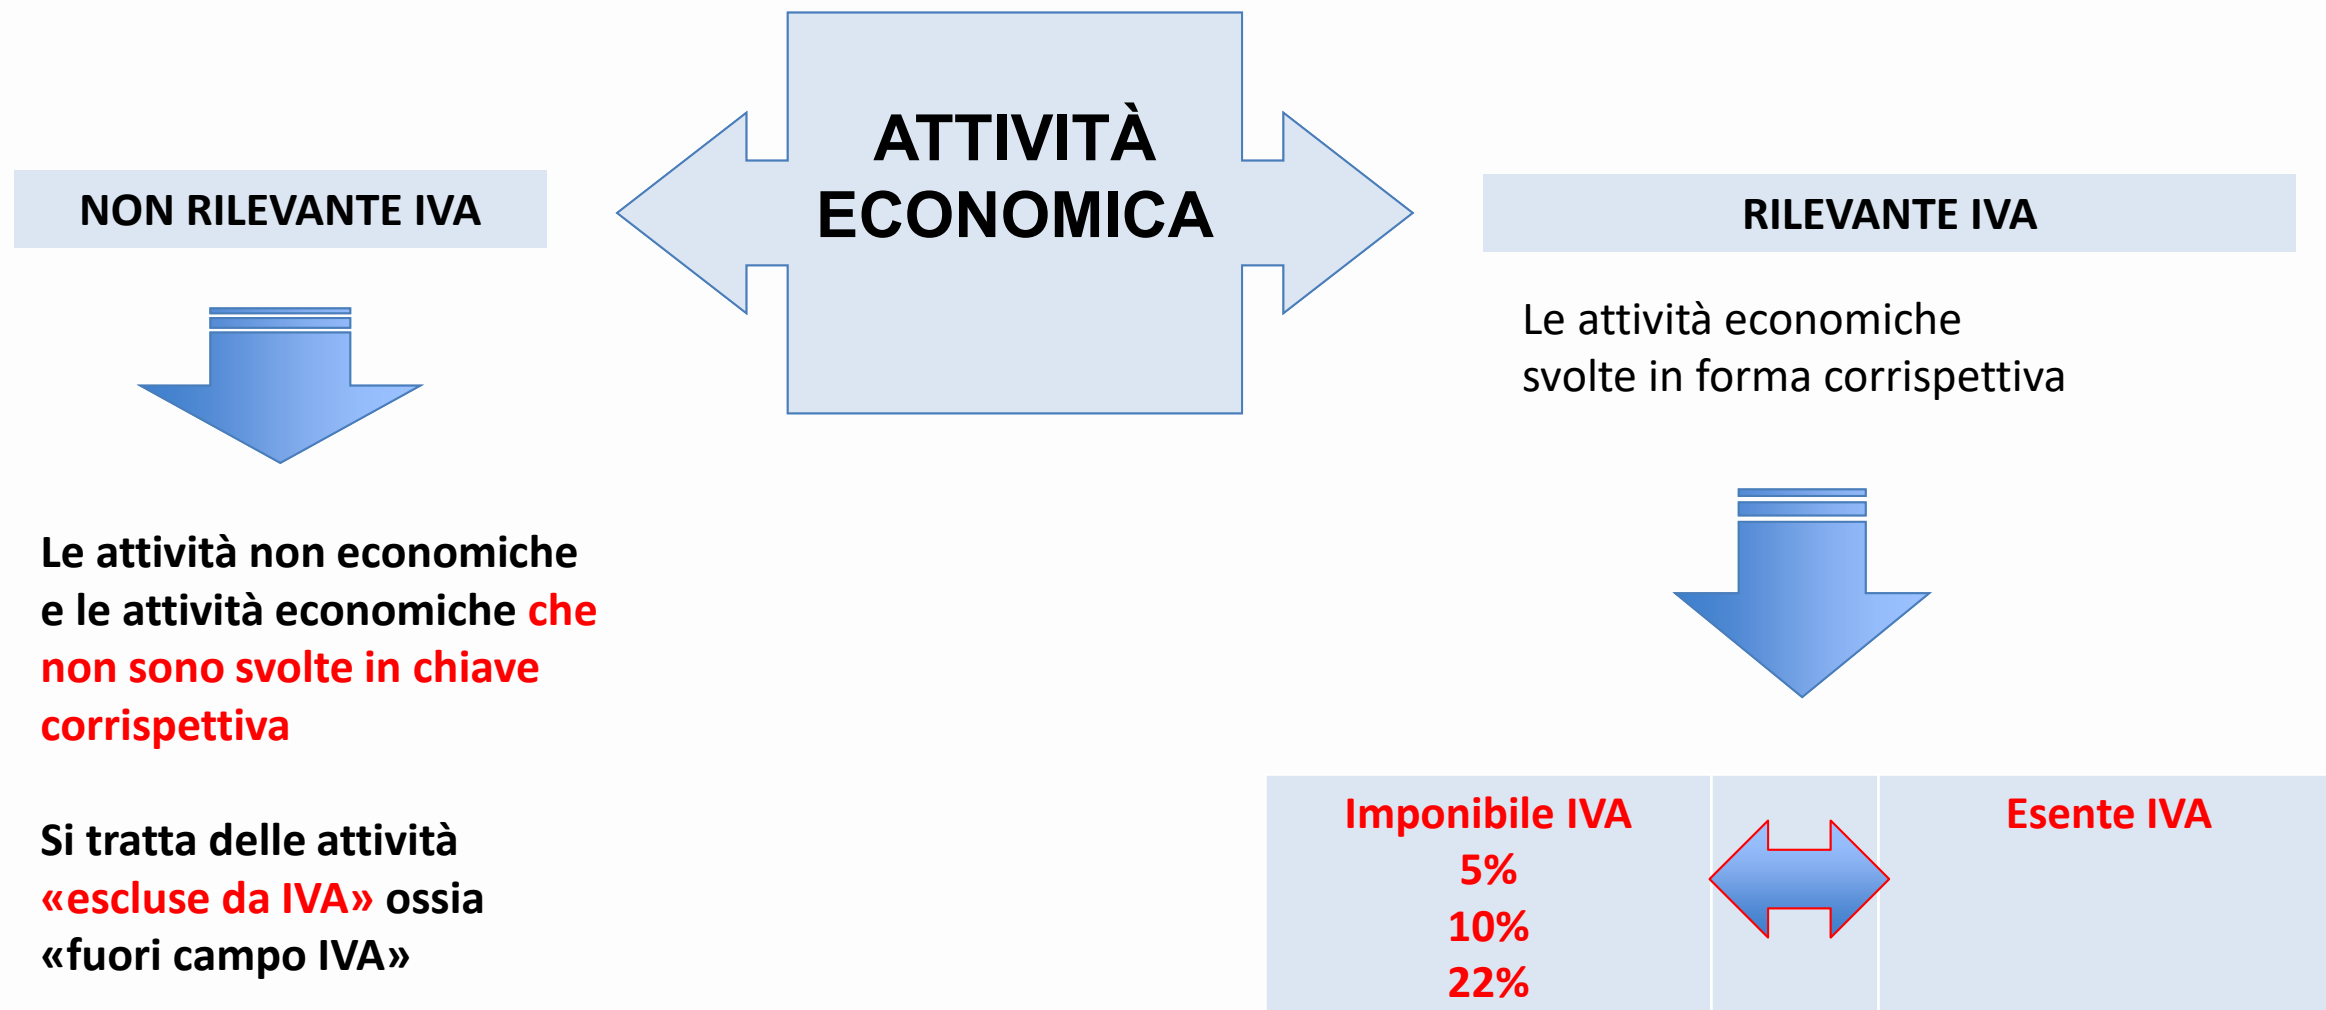 ATTIVITÀ
ECONOMICA
NON RILEVANTE IVA
Le attività non economiche
e le attività economiche che
non sono svolte in chiave
corrispettiva
Si tratta delle attività
«escluse da IVA» ossia
«fuori campo IVA»
RILEVANTE IVA
Le attività economiche
svolte in forma corrispettiva
Imponibile IVA
5%
10%
22%
Esente IVA